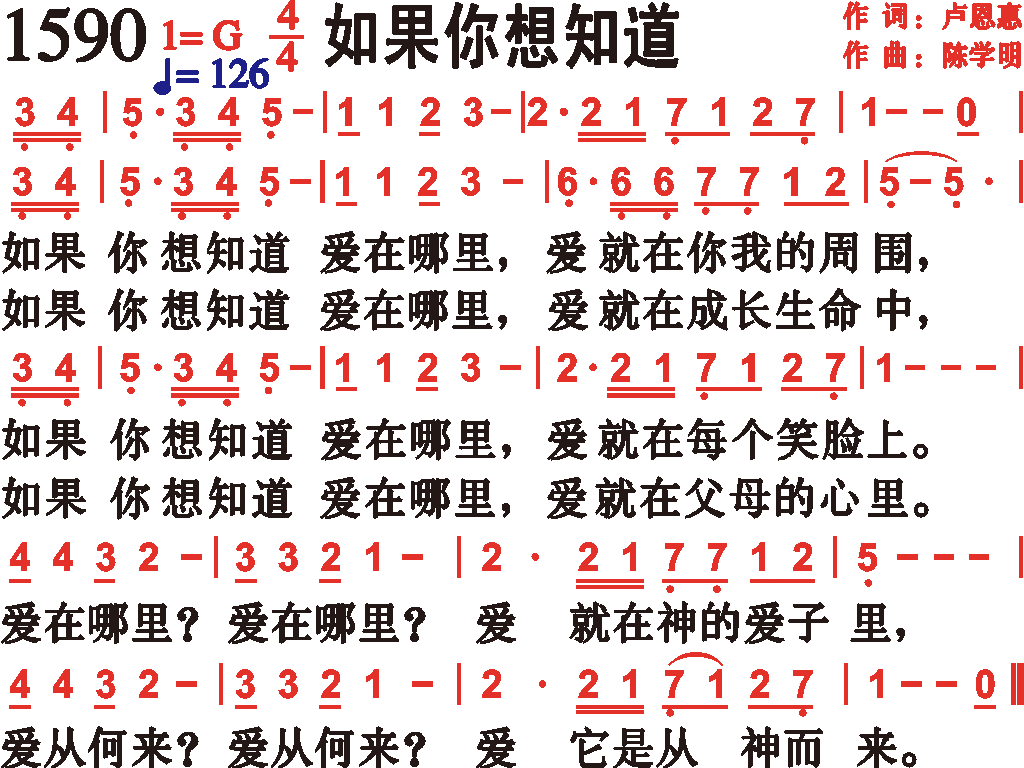 1590 1= G 4/4 如果你想知道 作 词：卢恩惠
♩= 126 作 曲：陈学明
3 4 | 5 · 3 4 5 – | 1 1 2 3 – | 2 · 2 1 7 1 2 7 | 1 – – 0 |
3 4 | 5 · 3 4 5 – | 1 1 2 3 – | 6 · 6 6 7 7 1 2 | 5 – 5 · |
如果 你想知道 爱在哪里， 爱就在你我的周围，
如果 你想知道 爱在哪里， 爱就在成长生命中，
3 4 | 5 · 3 4 5 – | 1 1 2 3 – | 2 · 2 1 7 1 2 7 | 1 – – – |
如果 你想知道 爱在哪里， 爱就在每个笑脸上。
如果 你想知道 爱在哪里， 爱就在父母的心里。
4 4 3 2 – | 3 3 2 1 – | 2 · 2 1 7 7 1 2 | 5 – – – |
爱在哪里？ 爱在哪里？ 爱 就在神的爱子 里，
4 4 3 2 – | 3 3 2 1 – | 2 · 2 1 7 1 2 7 | 1 – – 0 ‖
爱从何来？ 爱从何来？ 爱 它是从 神而 来。